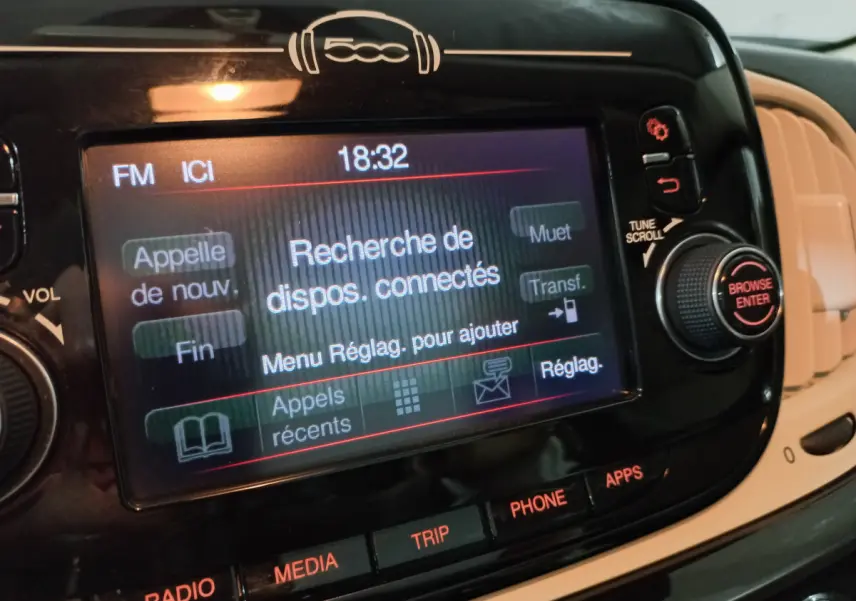 500
FM ICI 18:32
Appelle
de nouv.
Recherche de
dispos. connectés
Muet
Transf.
Fin
Menu Réglag. pour ajouter
Appels
récents
Réglag.
VOL
TUNE
SCROLL
BROWSE
ENTER
0
RADIO
MEDIA
TRIP
PHONE
APPS